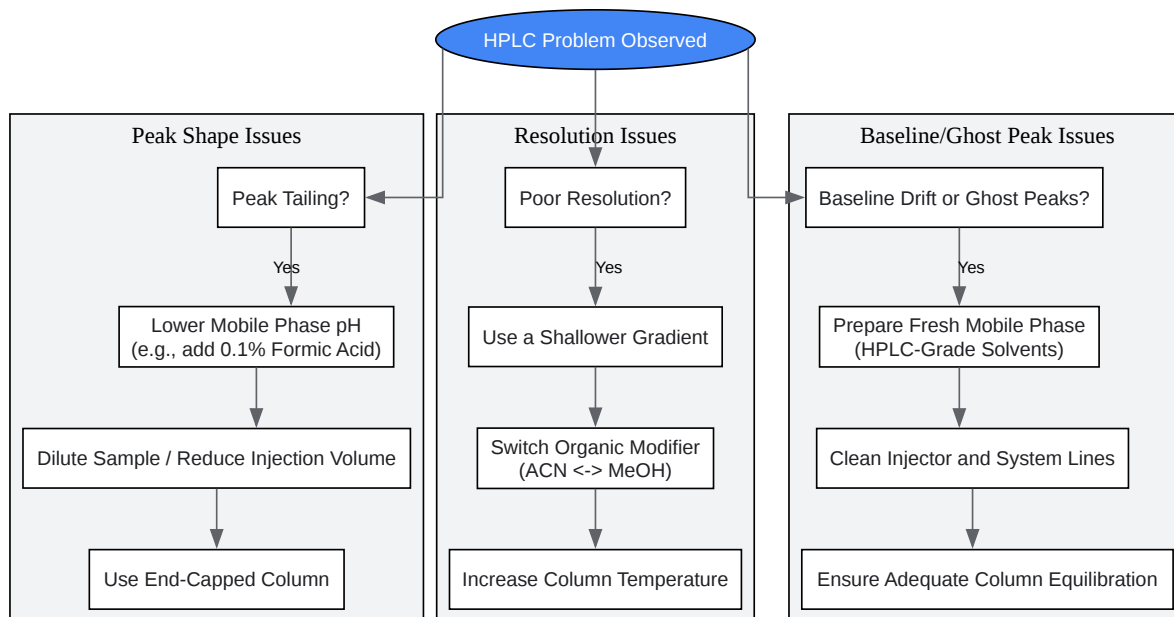 HPLC Problem Observed
Peak Shape Issues
Peak Tailing?
Yes
Lower Mobile Phase pH
(e.g., add 0.1% Formic Acid)
Dilute Sample / Reduce Injection Volume
Use End-Capped Column
Resolution Issues
Poor Resolution?
Yes
Use a Shallower Gradient
Switch Organic Modifier
(ACN <-> MeOH)
Increase Column Temperature
Baseline/Ghost Peak Issues
Baseline Drift or Ghost Peaks?
Yes
Prepare Fresh Mobile Phase
(HPLC-Grade Solvents)
Clean Injector and System Lines
Ensure Adequate Column Equilibration